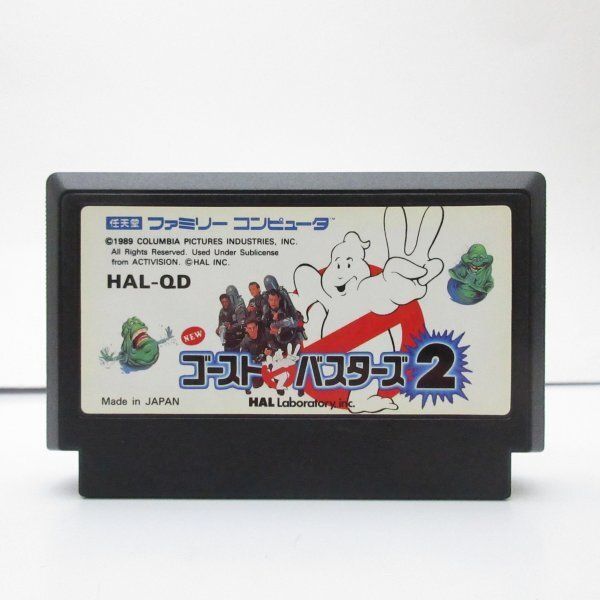 任天堂 ファミリー コンピュータ™
©1989 COLUMBIA PICTURES INDUSTRIES, INC.
All Rights Reserved. Used Under Sublicense
from ACTIVISION. ©HAL INC.
HAL-QD
NEW
ゴーストバスターズ2
Made in JAPAN
HAL Laboratory, inc.